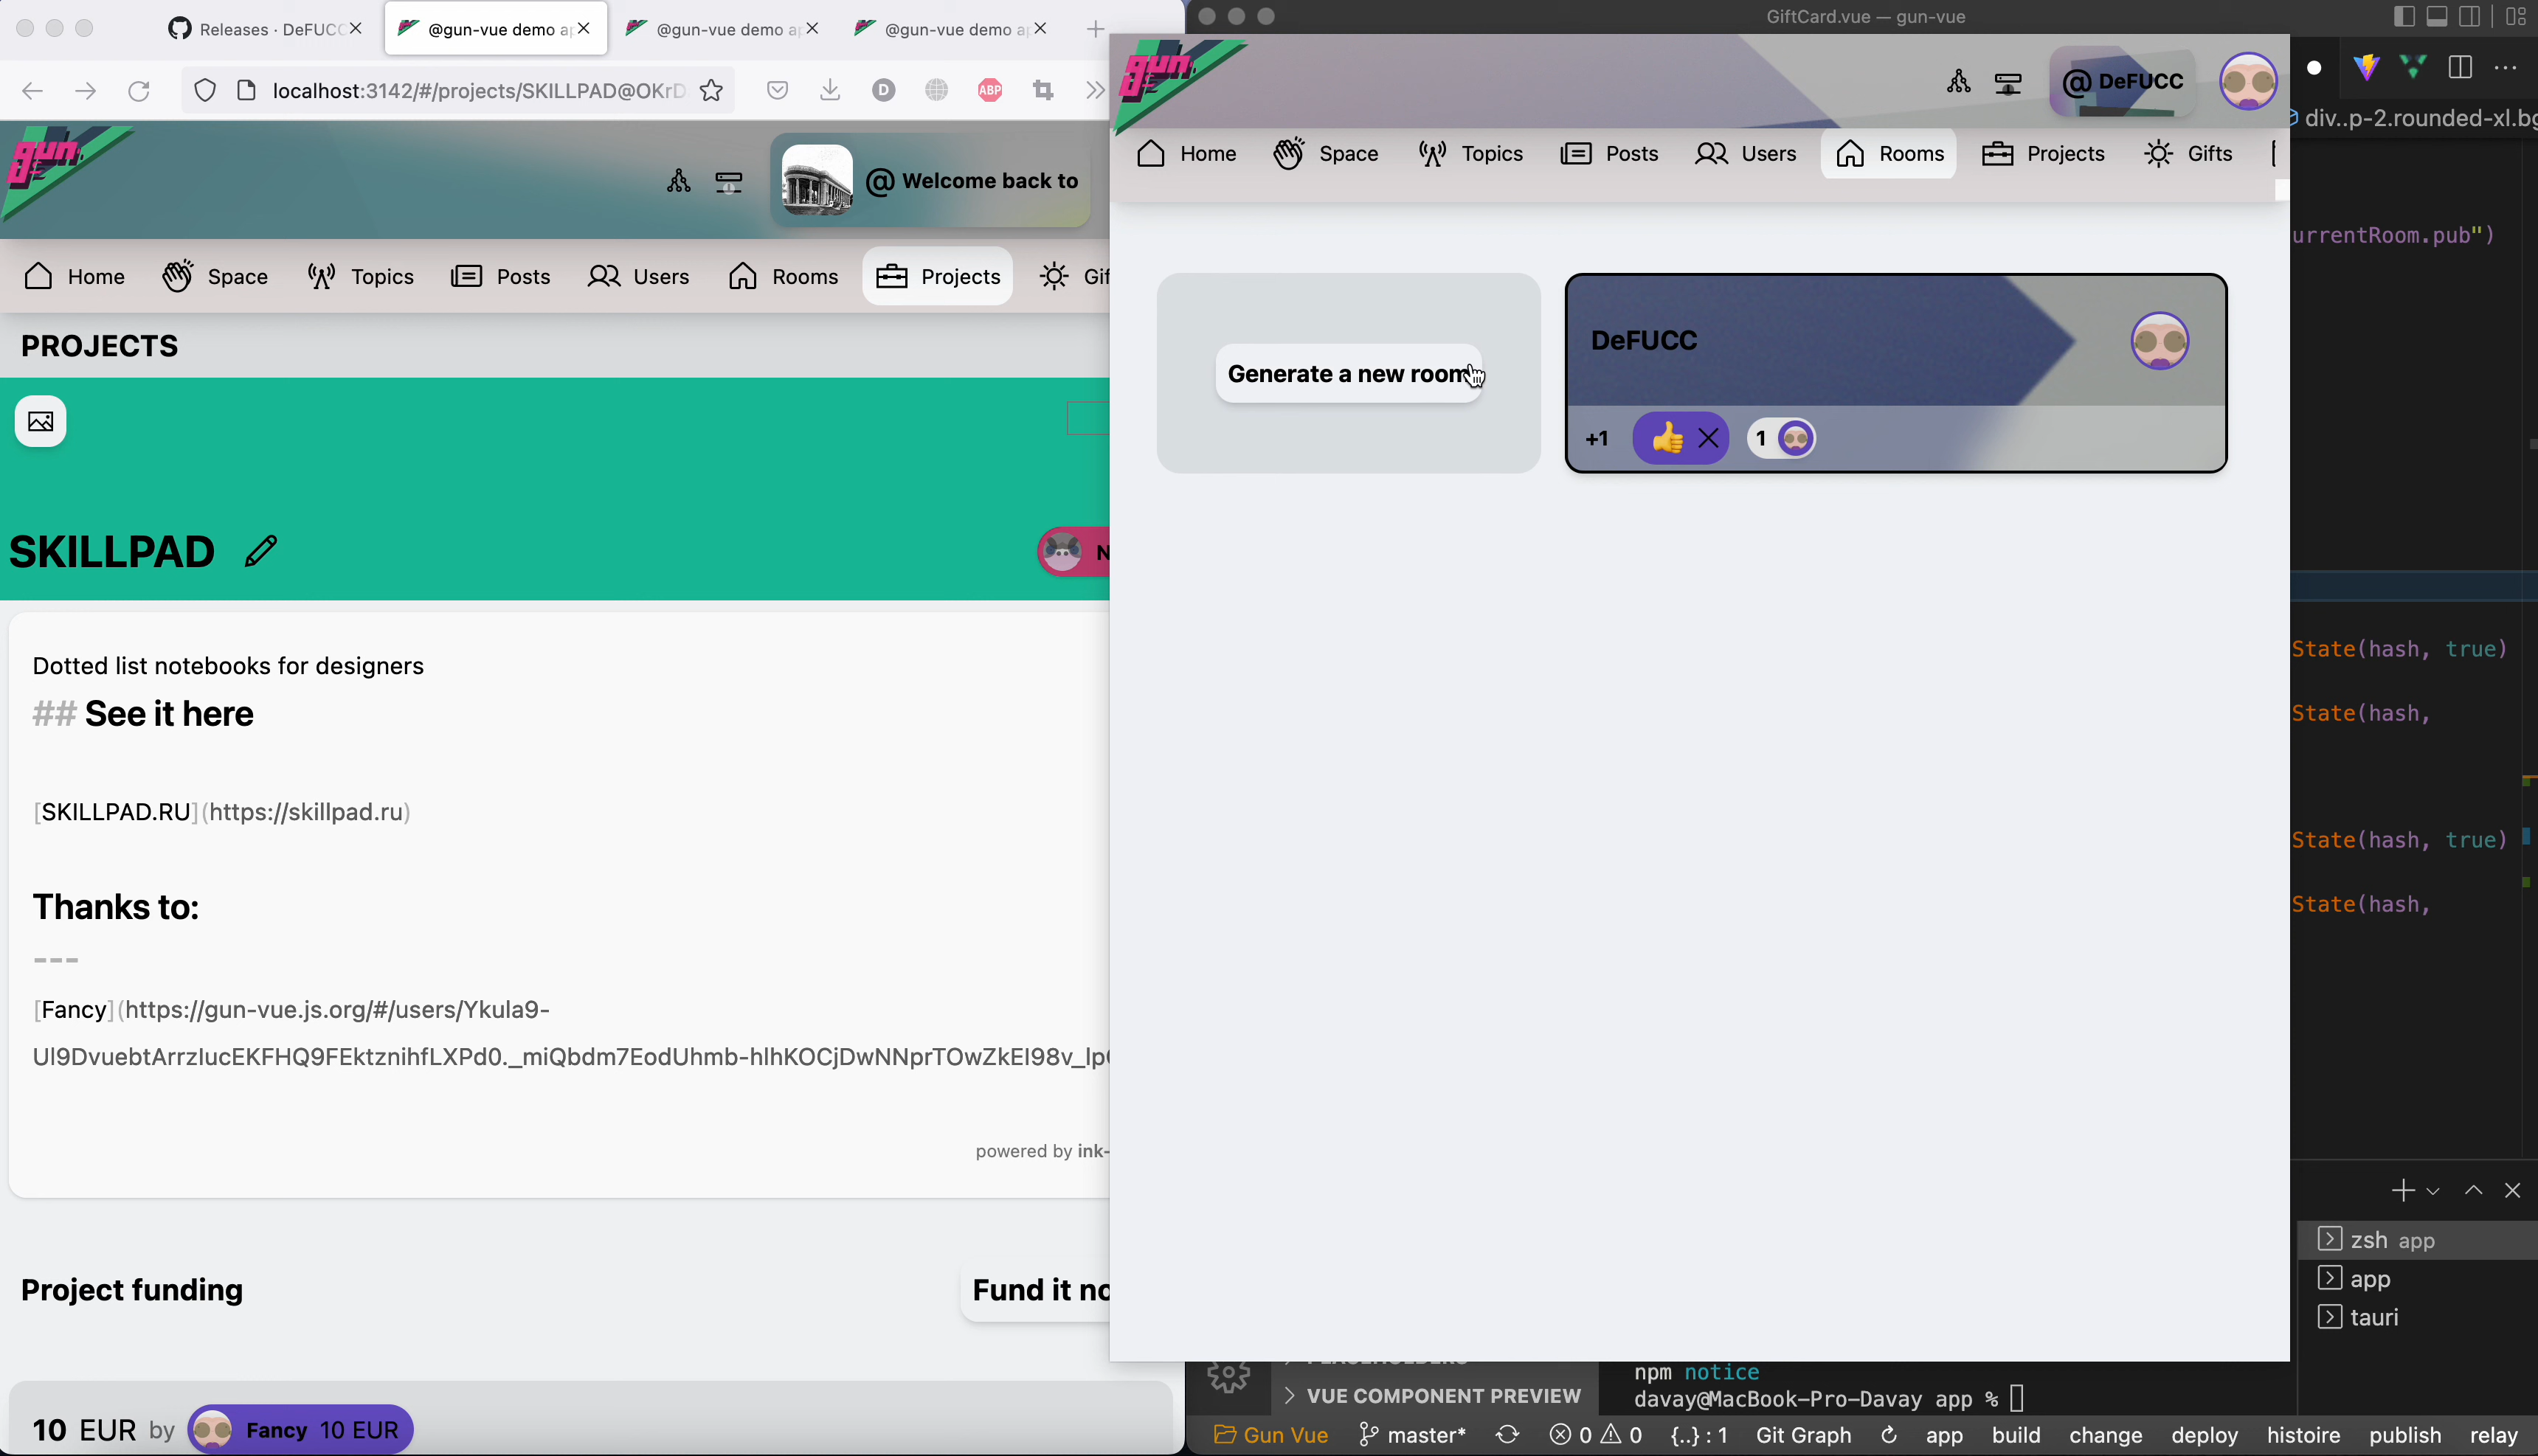 Releases · DeFUCC
@gun-vue demo a
@gun-vue demo a
@gun-vue demo a
localhost:3142/#/projects/SKILLPAD@OKrD
D
ABP
gun
@ Welcome back to
Home
Space
Topics
Posts
Users
Rooms
Projects
PROJECTS
SKILLPAD
Dotted list notebooks for designers
## See it here
[SKILLPAD.RU](https://skillpad.ru)
Thanks to:
---
[Fancy](https://gun-vue.js.org/#/users/Ykula9-
powered by ink-
Project funding
Fund it
10 EUR by
Fancy 10 EUR
GiftCard.vue — gun-vue
gun
@ DeFUCC
Home
Space
Topics
Posts
Users
Rooms
Projects
Gifts
Generate a new room
DeFUCC
+1
1
div..p-2.rounded-xl.bg
urrentRoom.pub")
State(hash, true)
State(hash,
State(hash, true)
State(hash,
zsh app
app
tauri
VUE COMPONENT PREVIEW
npm notice
davay@MacBook-Pro-Davay app %
Gun Vue
master*
0
0
{..} : 1
Git Graph
app
build
change
deploy
histoire
publish
relay